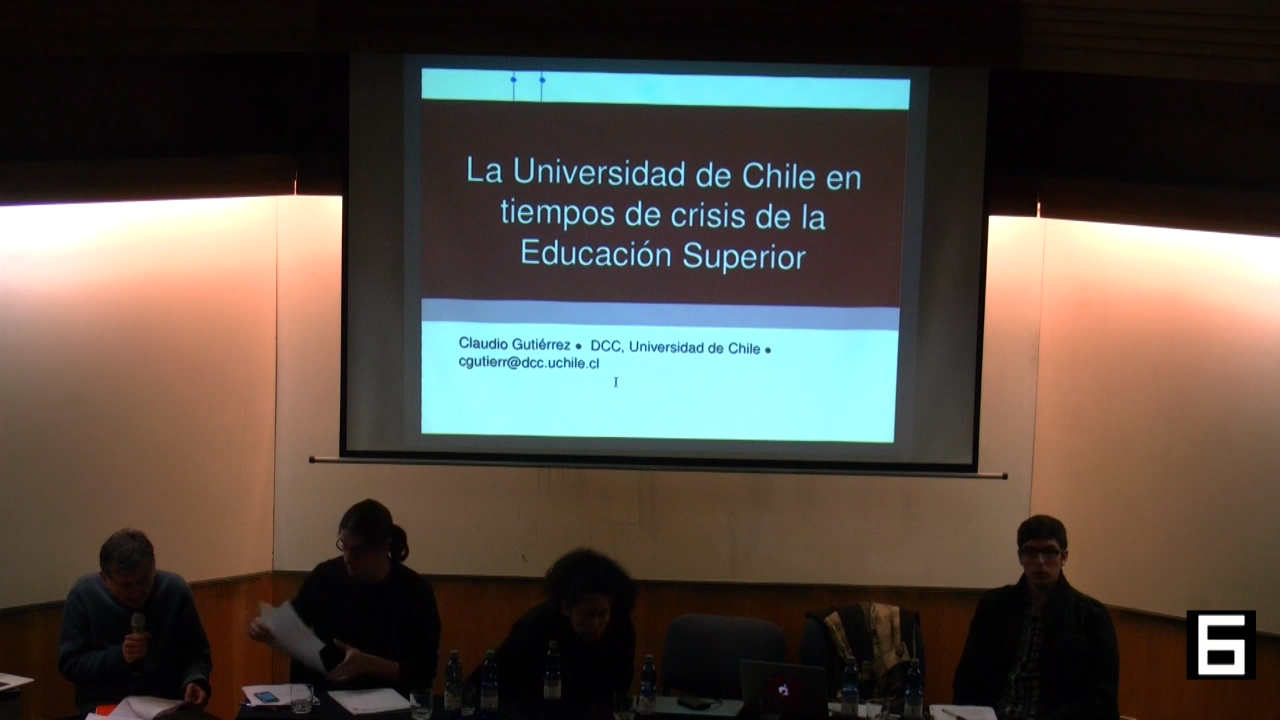 La Universidad de Chile en
tiempos de crisis de la
Educación Superior
Claudio Gutiérrez • DCC, Universidad de Chile •
cgutierr@dcc.uchile.cl
6